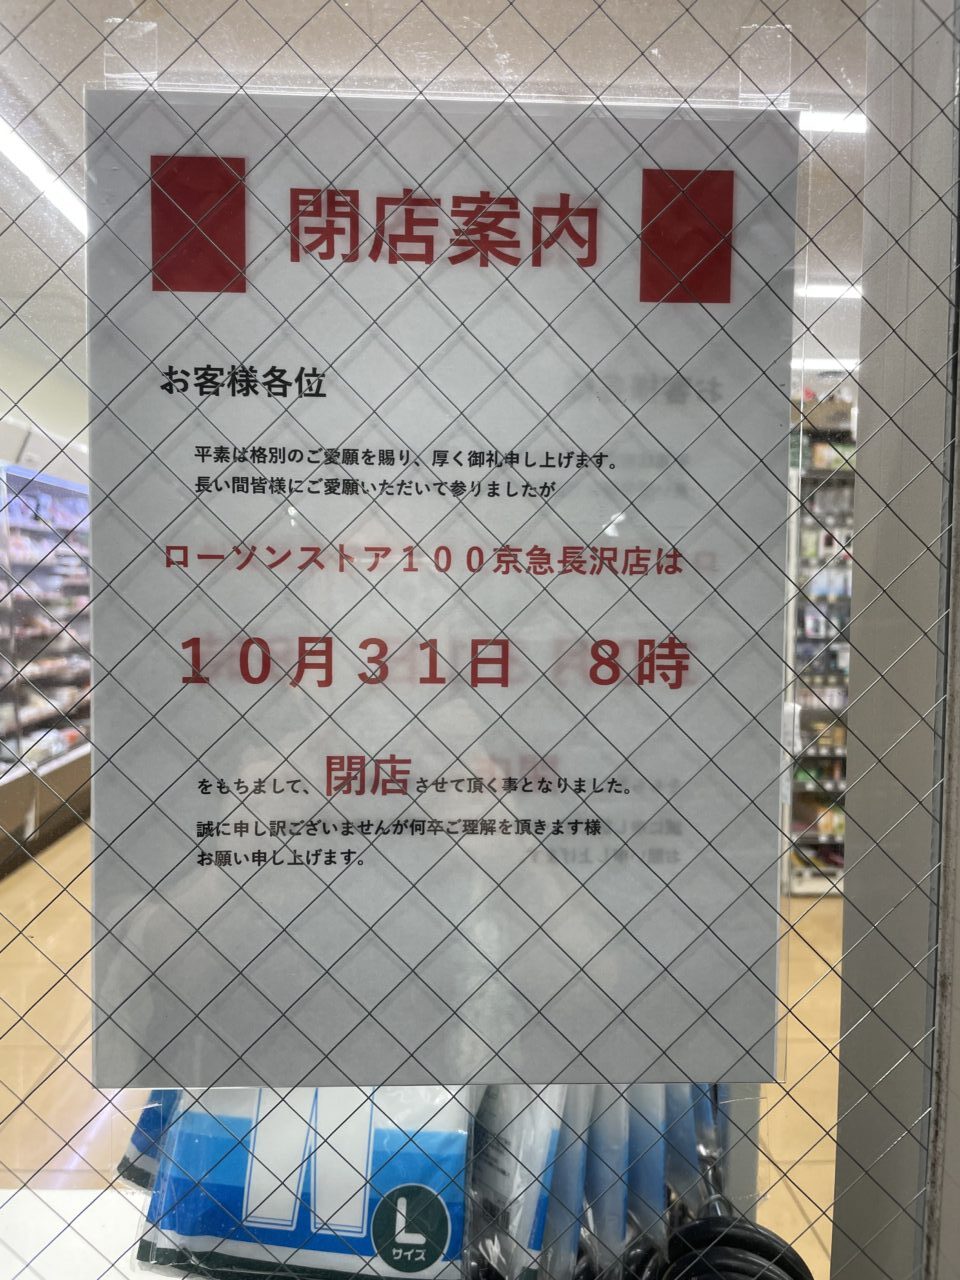 閉店案内
お客様各位
平素は格別のご愛願を賜り、厚く御礼申し上げます。
長い間皆様にご愛願いただいて参りましたが
ローソンストア１００京急長沢店は
１０月３１日　８時
をもちまして、閉店させて頂く事となりました。
誠に申し訳ございませんが何卒ご理解を頂きます様
お願い申し上げます。
L
サイズ